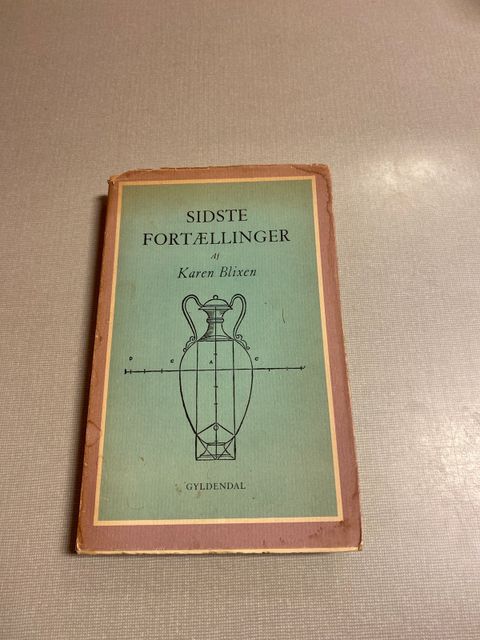 SIDSTE
FORTÆLLINGER
Af
Karen Blixen
D C A C
GYLDENDAL